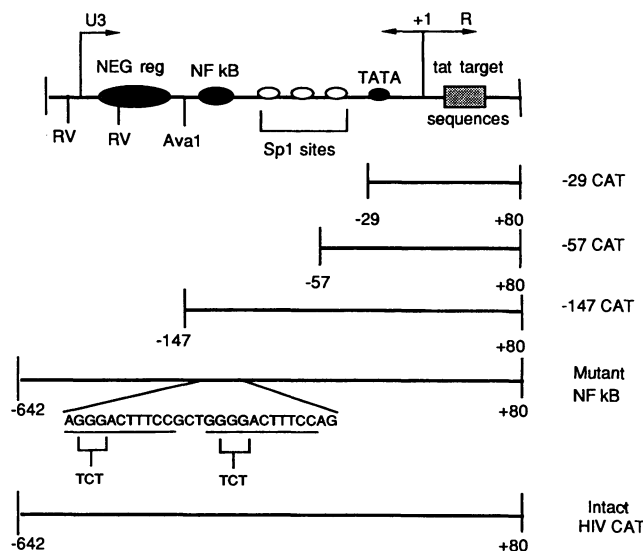 U3
+1 R
NEG reg NF kB TATA tat target
sequences
RV RV Ava1
Sp1 sites
-29 CAT
-29 +80
-57 CAT
-57 +80
-147 CAT
-147 +80
Mutant
NF kB
-642 +80
AGGGACTTTCCGCTGGGGACTTTCCAG
TCT TCT
Intact
HIV CAT
-642 +80